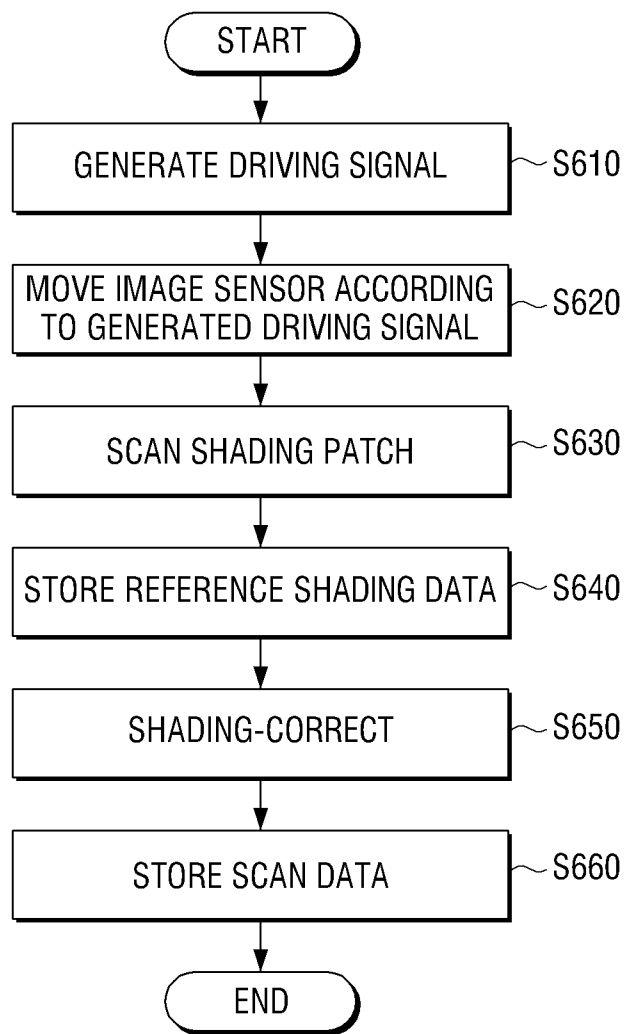 START
GENERATE DRIVING SIGNAL
S610
MOVE IMAGE SENSOR ACCORDING
TO GENERATED DRIVING SIGNAL
S620
SCAN SHADING PATCH
S630
STORE REFERENCE SHADING DATA
S640
SHADING-CORRECT
S650
STORE SCAN DATA
S660
END